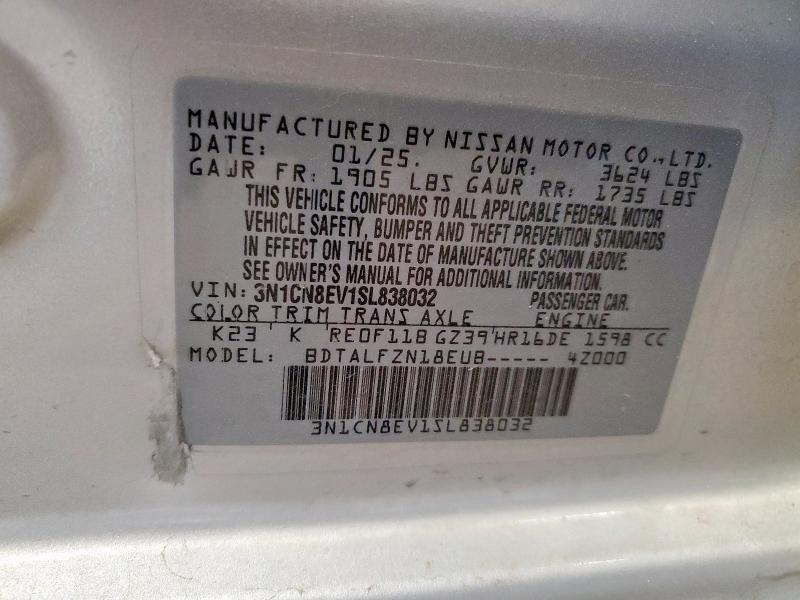 MANUFACTURED BY NISSAN MOTOR CO.,LTD.
DATE: 01/25. GVWR: 3624 LBS
GAWR FR: 1905 LBS GAWR RR: 1735 LBS
THIS VEHICLE CONFORMS TO ALL APPLICABLE FEDERAL MOTOR
VEHICLE SAFETY, BUMPER AND THEFT PREVENTION STANDARDS
IN EFFECT ON THE DATE OF MANUFACTURE SHOWN ABOVE.
SEE OWNER'S MANUAL FOR ADDITIONAL INFORMATION.
VIN: 3N1CN8EV1SL838032 PASSENGER CAR.
COLOR TRIM TRANS AXLE ENGINE
K23 K RE0F11B GZ39 HR16DE 1598 CC
MODEL: BDTALFZN18EUB----- 4Z000
3N1CN8EV1SL838032